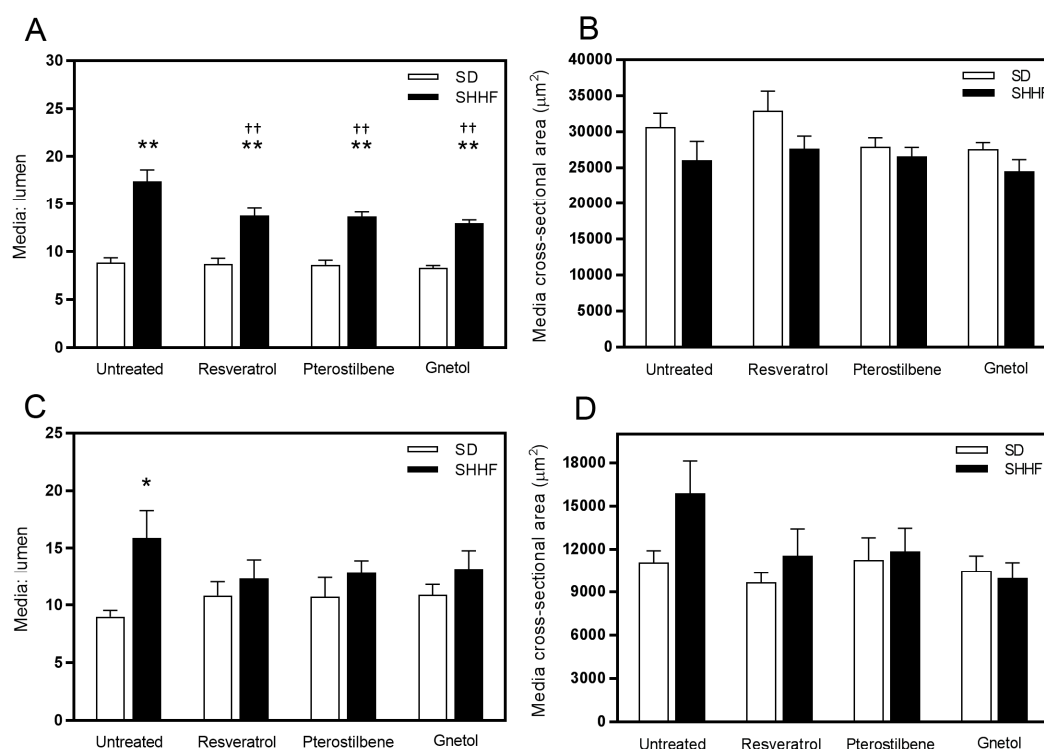 A
Media: lumen
30
25
20
15
10
5
0
SD
SHHF
**
††
**
††
**
††
**
Untreated
Resveratrol
Pterostilbene
Gnetol
B
Media cross-sectional area (μm²)
40000
35000
30000
25000
20000
15000
10000
5000
0
SD
SHHF
Untreated
Resveratrol
Pterostilbene
Gnetol
C
Media: lumen
25
20
15
10
5
0
SD
SHHF
*
Untreated
Resveratrol
Pterostilbene
Gnetol
D
Media cross-sectional area (μm²)
18000
15000
12000
9000
6000
3000
0
SD
SHHF
Untreated
Resveratrol
Pterostilbene
Gnetol